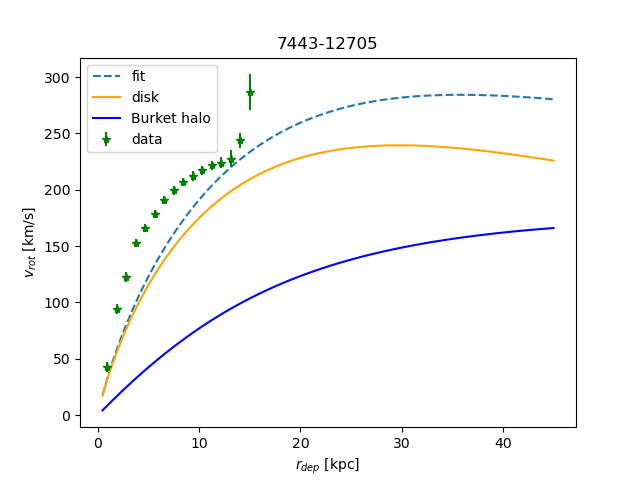 7443-12705
300
250
200
150
100
50
0
v_rot [km/s]
fit
disk
Burket halo
data
0 10 20 30 40
r_dep [kpc]